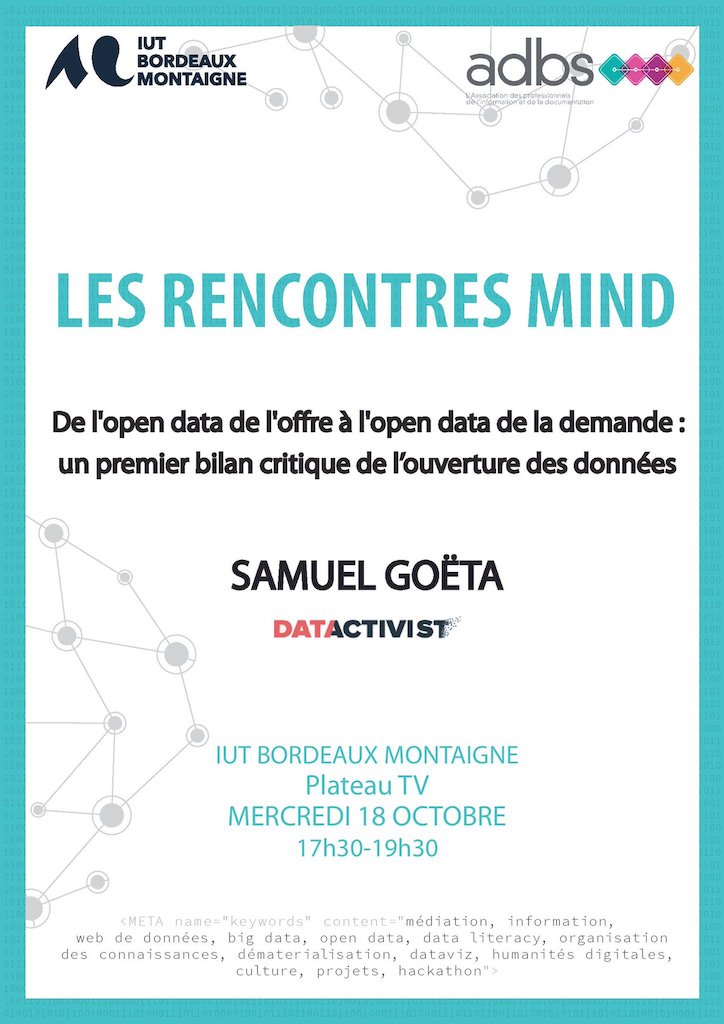 IUT
BORDEAUX
MONTAIGNE
adbs
L'Association des professionnels
de l'information et de la documentation
LES RENCONTRES MIND
De l'open data de l'offre à l'open data de la demande :
un premier bilan critique de l’ouverture des données
SAMUEL GOËTA
DATACTIVIST
IUT BORDEAUX MONTAIGNE
Plateau TV
MERCREDI 18 OCTOBRE
17h30-19h30
<META name="keywords" content="médiation, information,
web de données, big data, open data, data literacy, organisation
des connaissances, dématerialisation, dataviz, humanités digitales,
culture, projets, hackathon">